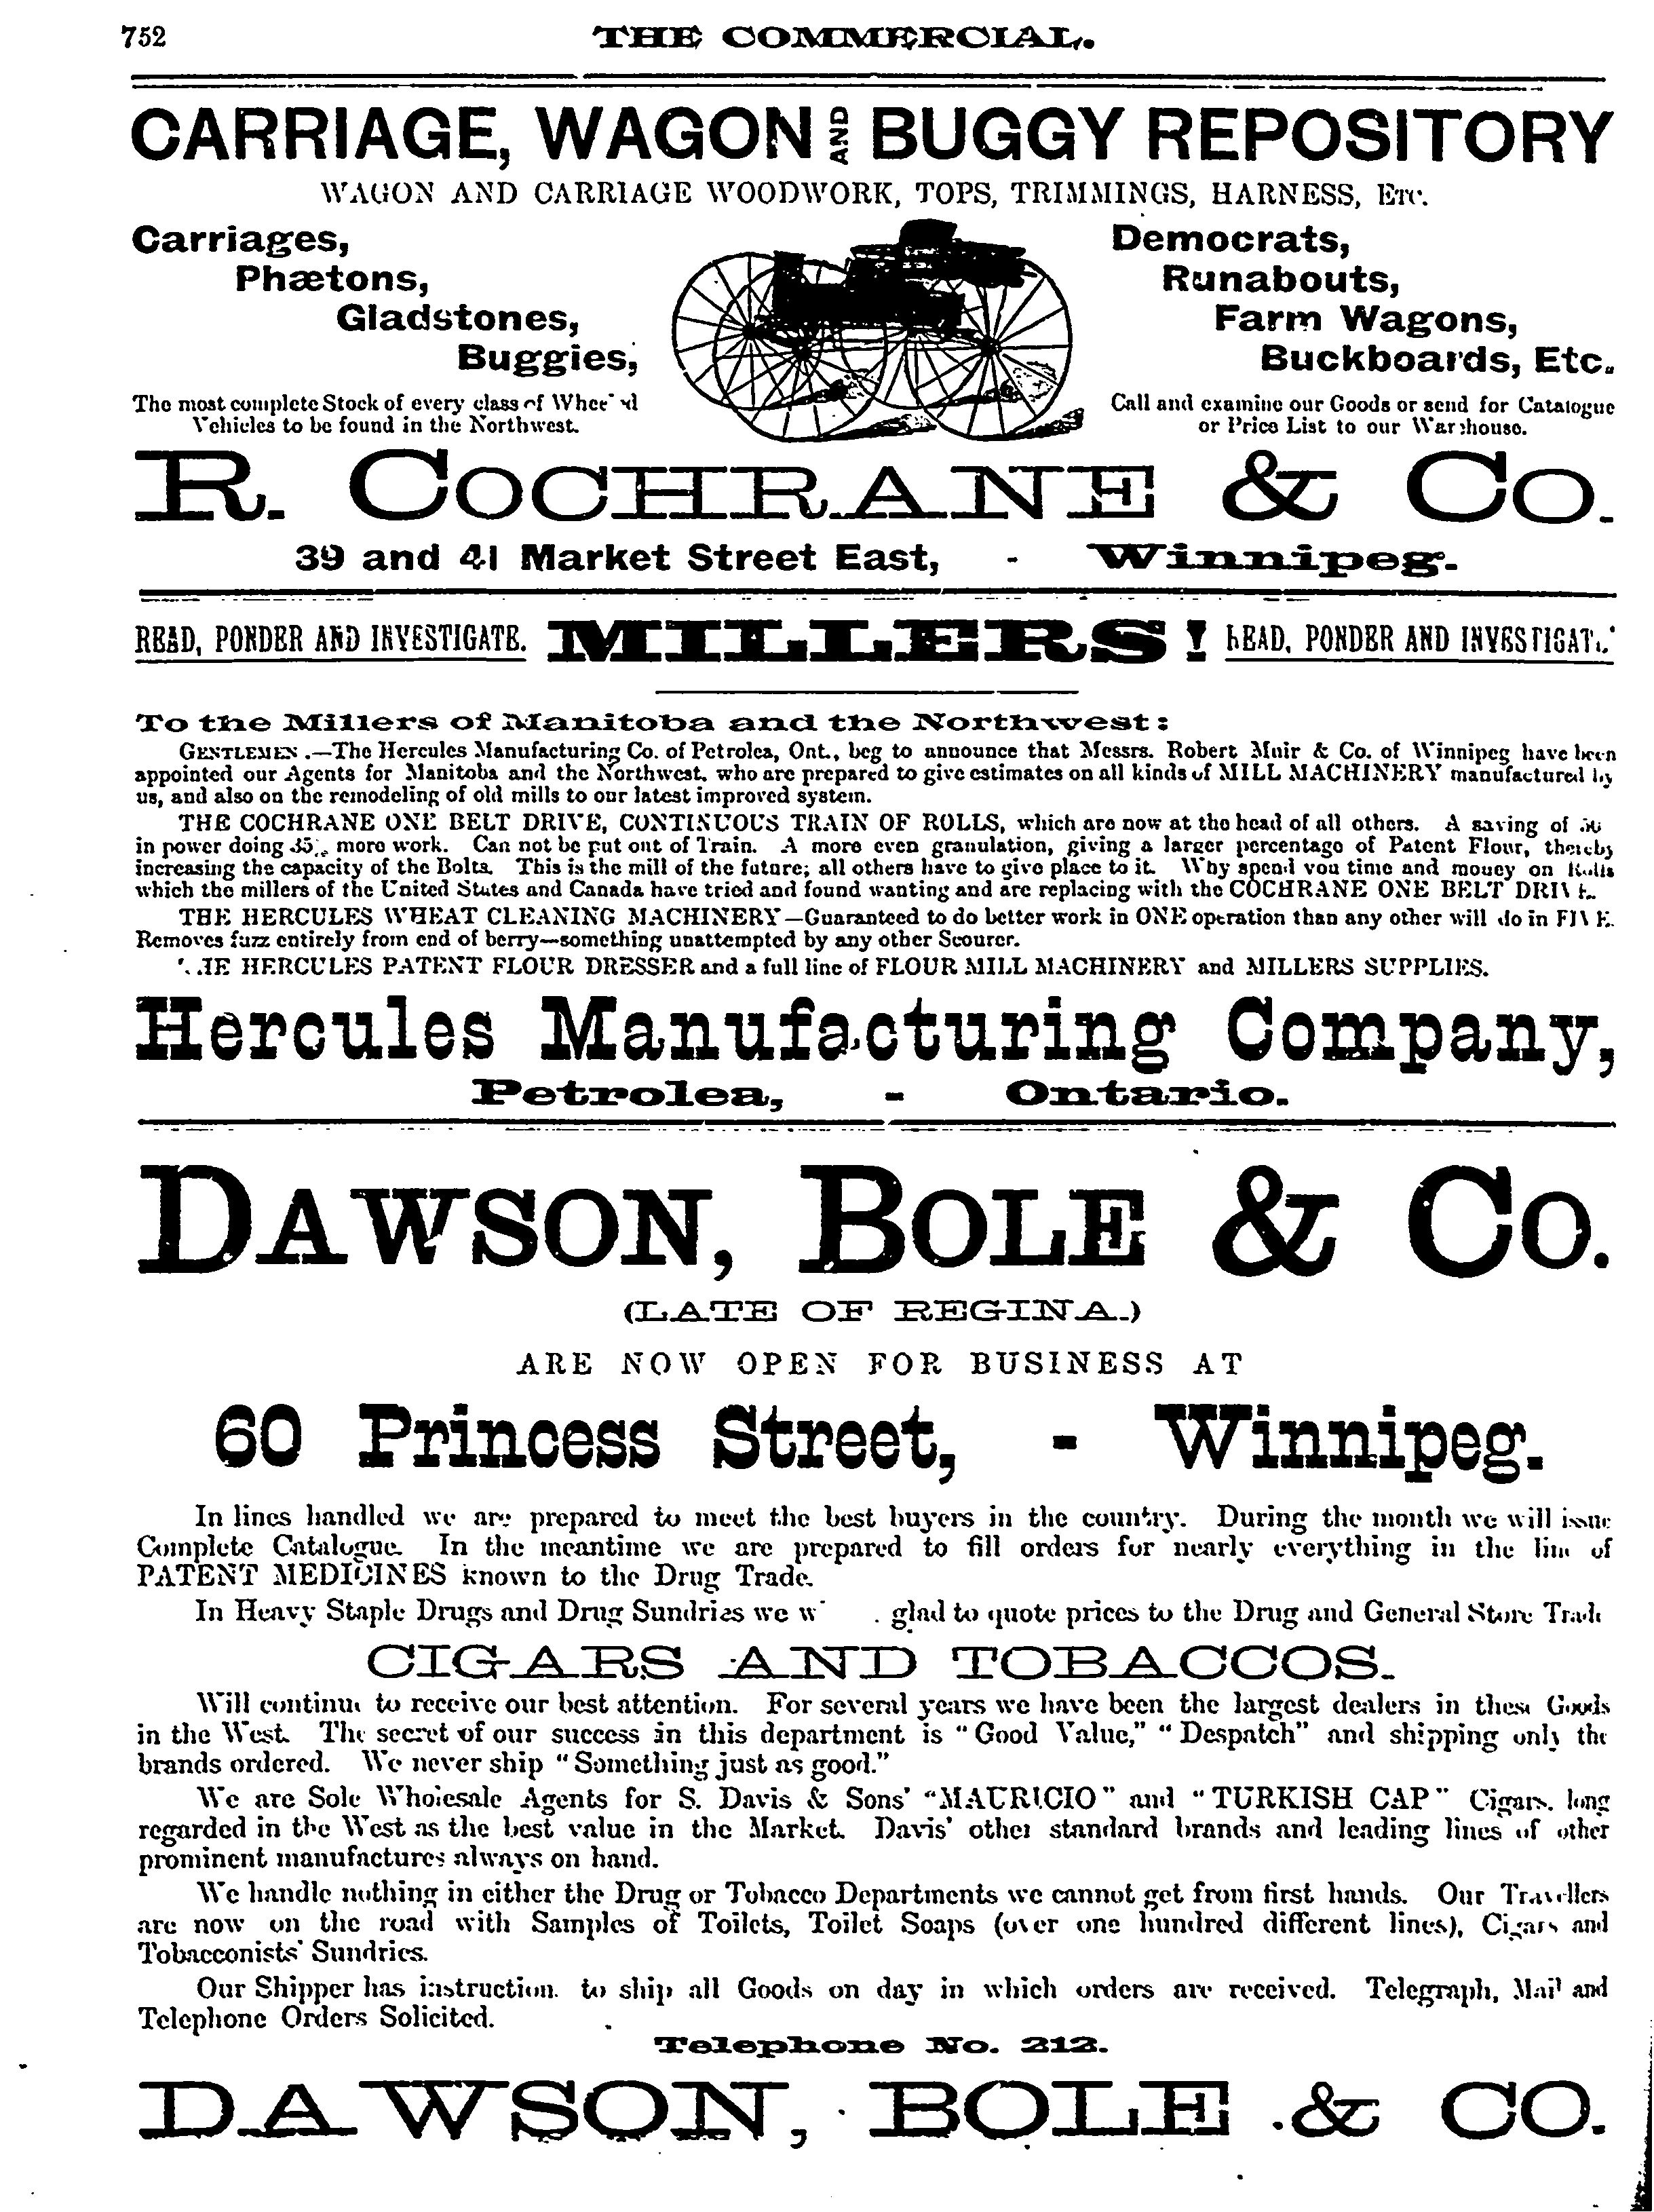 752
THE COMMERCIAL.
CARRIAGE, WAGON AND BUGGY REPOSITORY
WAGON AND CARRIAGE WOODWORK, TOPS, TRIMMINGS, HARNESS, ETC.
Carriages,
Phætons,
Gladstones,
Buggies,
The most complete Stock of every class of
Vehicles to be found in the Northwest.
Democrats,
Runabouts,
Farm Wagons,
Buckboards, Etc.
Call and examine our Goods or send for Catalogue
or Price List to our Warehouse.
R. COCHRANE & CO.
39 and 41 Market Street East, - Winnipeg.
READ, PONDER AND INVESTIGATE. MILLERS! READ, PONDER AND INVESTIGATE.
To the Millers of Manitoba and the Northwest:
GENTLEMEN.—The Hercules Manufacturing Co. of Petrolea, Ont., beg to announce that Messrs. Robert Muir & Co. of Winnipeg have been
appointed our Agents for Manitoba and the Northwest. who are prepared to give estimates on all kinds of MILL MACHINERY manufactured by
us, and also on the remodeling of old mills to our latest improved system.
THE COCHRANE ONE BELT DRIVE, CONTINUOUS TRAIN OF ROLLS, which are now at the head of all others. A saving of
in power doing more work. Can not be put out of Train. A more even granulation, giving a larger percentage of Patent Flour, thereby
increasing the capacity of the Bolts. This is the mill of the future; all others have to give place to it. Why spend you time and money on Rolls
which the millers of the United States and Canada have tried and found wanting and are replacing with the COCHRANE ONE BELT DRIVE.
THE HERCULES WHEAT CLEANING MACHINERY—Guaranteed to do better work in ONE operation than any other will do in FIVE.
Removes fuzz entirely from end of berry—something unattempted by any other Scourer.
HERCULES PATENT FLOUR DRESSER and a full line of FLOUR MILL MACHINERY and MILLERS SUPPLIES.
Hercules Manufacturing Company,
Petrolea, - Ontario.
DAWSON, BOLE & CO.
(LATE OF REGINA.)
ARE NOW OPEN FOR BUSINESS AT
60 Princess Street, - Winnipeg.
In lines handled we are prepared to meet the best buyers in the country. During the month we will issue
Complete Catalogue. In the meantime we are prepared to fill orders for nearly everything in the line of
PATENT MEDICINES known to the Drug Trade.
In Heavy Staple Drugs and Drug Sundries we glad to quote prices to the Drug and General Store Trade
CIGARS AND TOBACCOS.
Will continue to receive our best attention. For several years we have been the largest dealers in these Goods
in the West. The secret of our success in this department is "Good Value," "Despatch" and shipping only the
brands ordered. We never ship "Something just as good."
We are Sole Wholesale Agents for S. Davis & Sons' "MAURICIO" and "TURKISH CAP" Cigars. long
regarded in the West as the best value in the Market. Davis' other standard brands and leading lines of other
prominent manufactures always on hand.
We handle nothing in either the Drug or Tobacco Departments we cannot get from first hands. Our Travellers
are now on the road with Samples of Toilets, Toilet Soaps (over one hundred different lines), Cigars and
Tobacconists' Sundries.
Our Shipper has instruction. to ship all Goods on day in which orders are received. Telegraph, Mail and
Telephone Orders Solicited.
Telephone No. 212.
DAWSON, BOLE & CO.